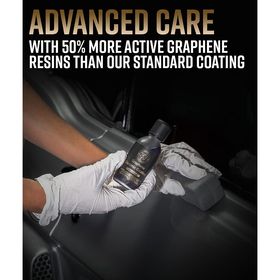 ADVANCED CARE
WITH 50% MORE ACTIVE GRAPHENE
RESINS THAN OUR STANDARD COATING